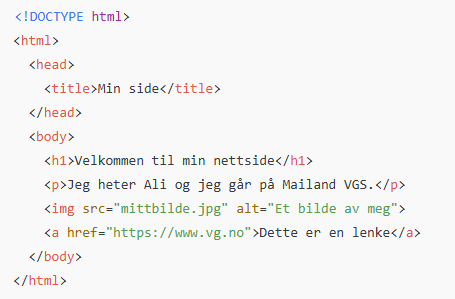 <!DOCTYPE html>
<html>
  <head>
    <title>Min side</title>
  </head>
  <body>
    <h1>Velkommen til min nettside</h1>
    <p>Jeg heter Ali og jeg går på Mailand VGS.</p>
    <img src="mittbilde.jpg" alt="Et bilde av meg">
    <a href="https://www.vg.no">Dette er en lenke</a>
  </body>
</html>